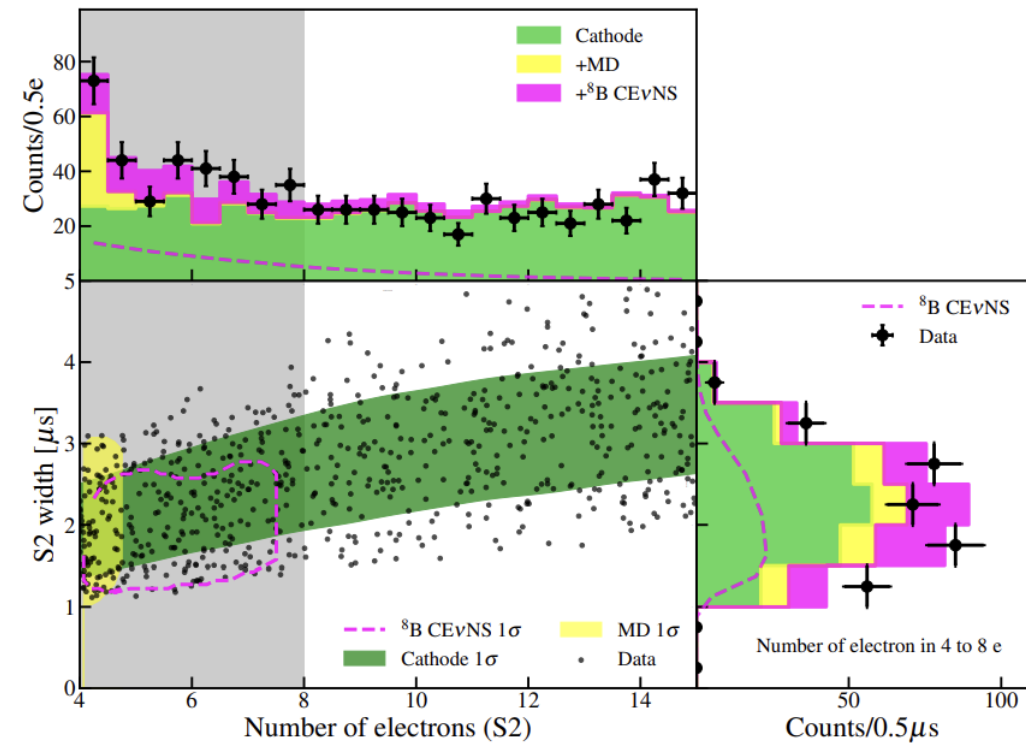 Counts/0.5e
80
60
40
20
Cathode
+MD
+⁸B CEνNS
S2 width [μs]
5
4
3
2
1
0
⁸B CEνNS 1σ
MD 1σ
Cathode 1σ
Data
4
6
8
10
12
14
Number of electrons (S2)
⁸B CEνNS
Data
Number of electron in 4 to 8 e
50
100
Counts/0.5μs